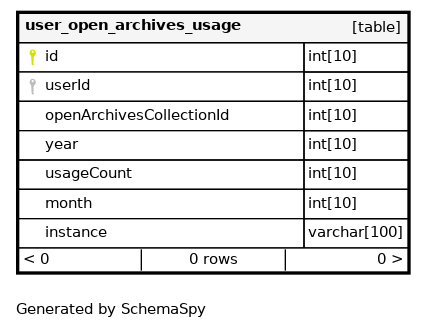 user_open_archives_usage [table]
id int[10]
userId int[10]
openArchivesCollectionId int[10]
year int[10]
usageCount int[10]
month int[10]
instance varchar[100]
< 0 0 rows 0 >
Generated by SchemaSpy